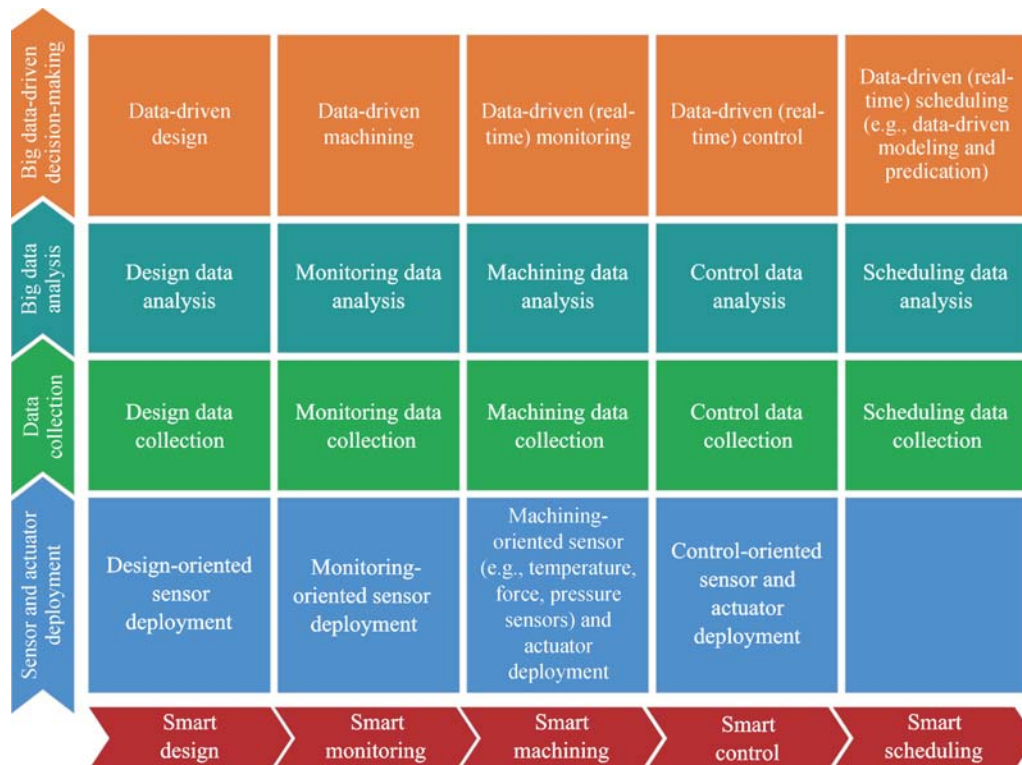 Big data-driven
decision-making
Data-driven
design
Data-driven
machining
Data-driven (real-
time) monitoring
Data-driven (real-
time) control
Data-driven (real-
time) scheduling
(e.g., data-driven
modeling and
predication)
Big data
analysis
Design data
analysis
Monitoring data
analysis
Machining data
analysis
Control data
analysis
Scheduling data
analysis
Data
collection
Design data
collection
Monitoring data
collection
Machining data
collection
Control data
collection
Scheduling data
collection
Sensor and actuator
deployment
Design-oriented
sensor
deployment
Monitoring-
oriented sensor
deployment
Machining-
oriented sensor
(e.g., temperature,
force, pressure
sensors) and
actuator
deployment
Control-oriented
sensor and
actuator
deployment
Smart
design
Smart
monitoring
Smart
machining
Smart
control
Smart
scheduling